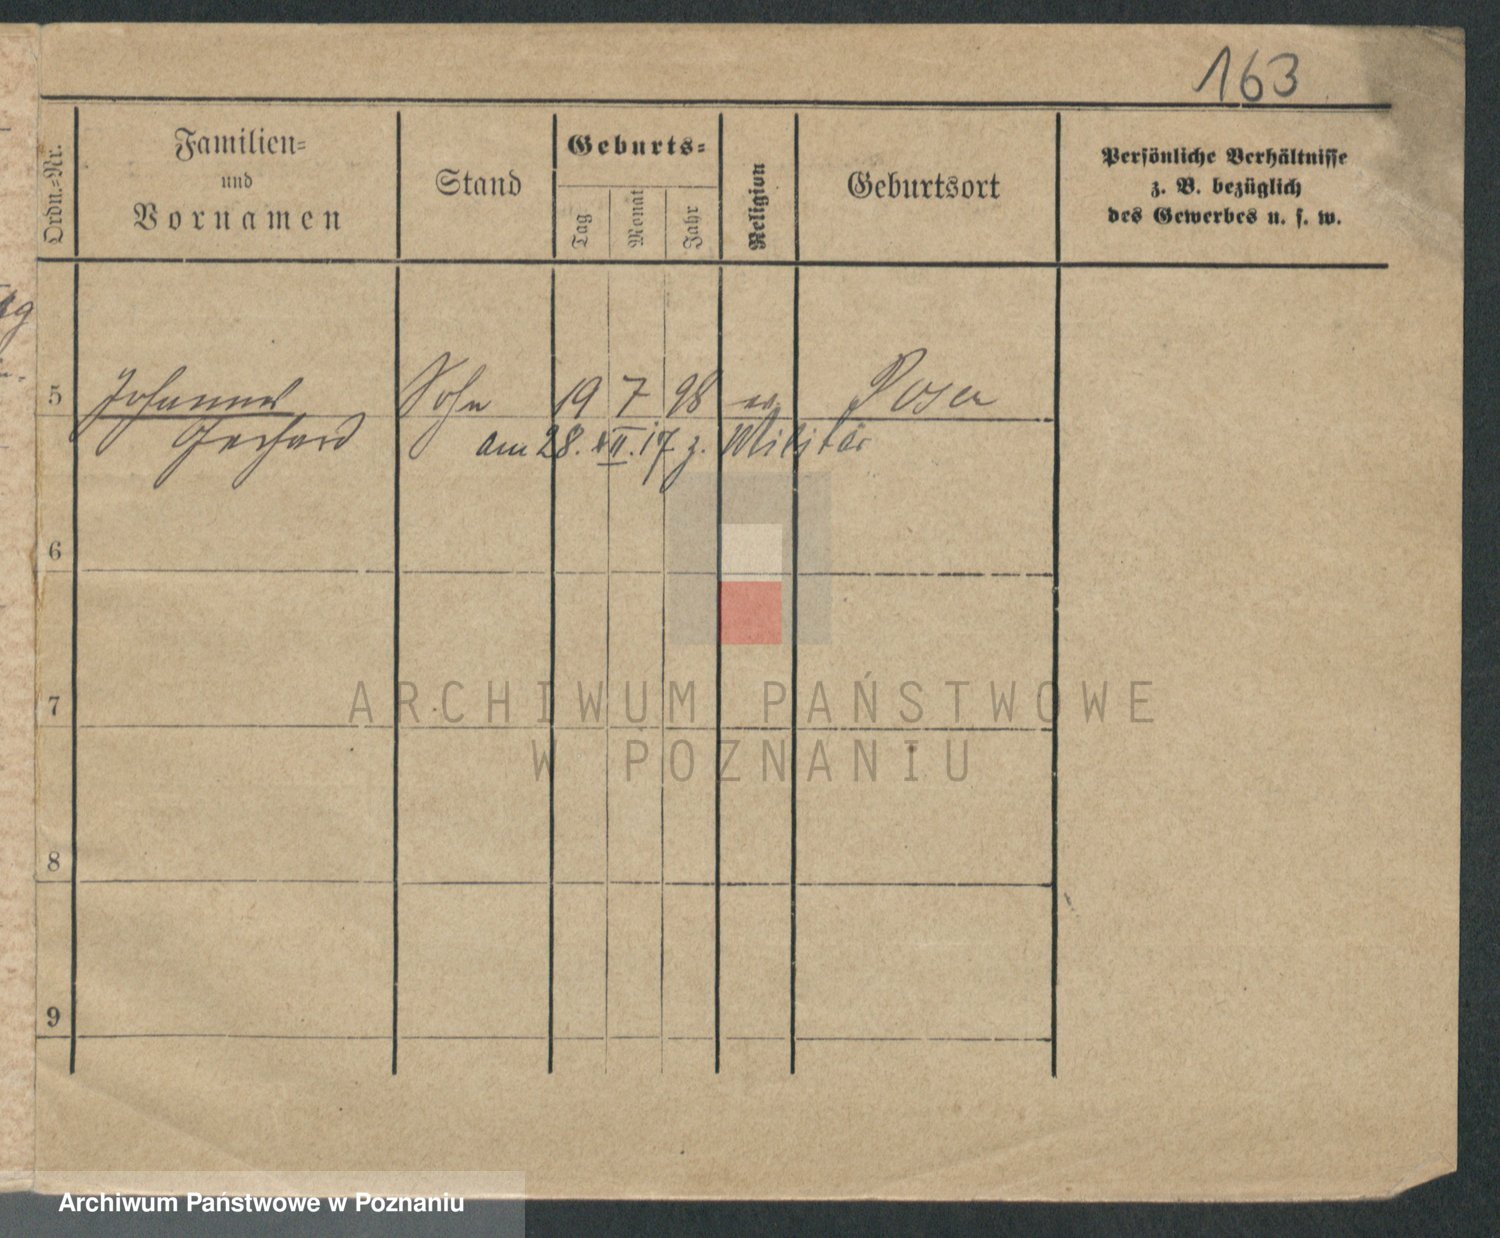 163
Ordn.-Nr.
Familien-
und
Vornamen
Stand
Geburts-
Tag
Monat
Jahr
Religion
Geburtsort
Persönliche Verhältnisse
z. B. bezüglich
des Gewerbes u. s. w.
5 Johannes Sohn 19 7 98 ev. Posen
Gerhard
am 28. II. 17 z. Militär
6
7
8
9
ARCHIWUM PAŃSTWOWE
W POZNANIU
Archiwum Państwowe w Poznaniu